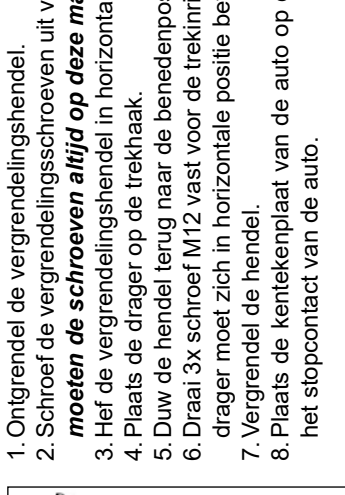 1. Ontgrendel de vergrendelingshendel.
2. Schroef de vergrendelingsschroeven uit v
moeten de schroeven altijd op deze ma
3. Hef de vergrendelingshendel in horizonta
4. Plaats de drager op de trekhaak.
5. Duw de hendel terug naar de benedenpos
6. Draai 3x schroef M12 vast voor de trekinri
drager moet zich in horizontale positie be
7. Vergrendel de hendel.
8. Plaats de kentekenplaat van de auto op
het stopcontact van de auto.